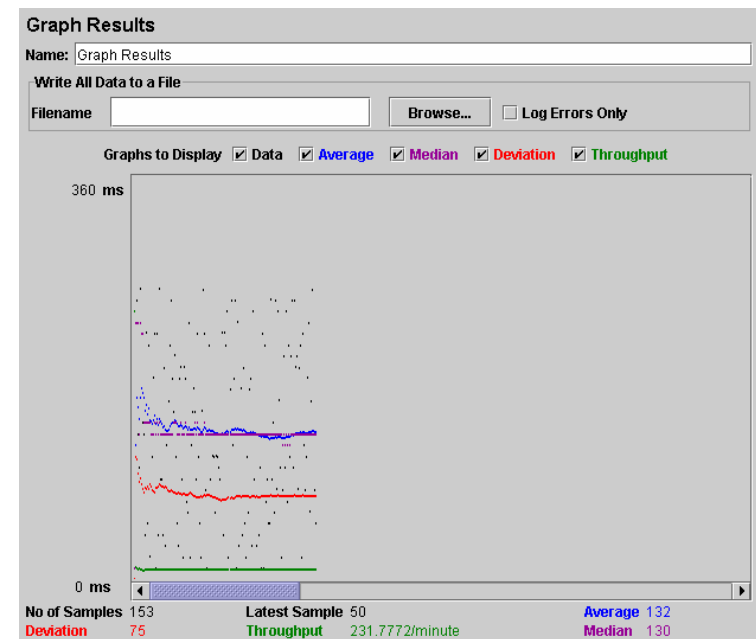 Graph Results
Name: Graph Results
Write All Data to a File
Filename Browse... Log Errors Only
Graphs to Display Data Average Median Deviation Throughput
360 ms
0 ms
No of Samples 153 Latest Sample 50 Average 132
Deviation 75 Throughput 231.7772/minute Median 130